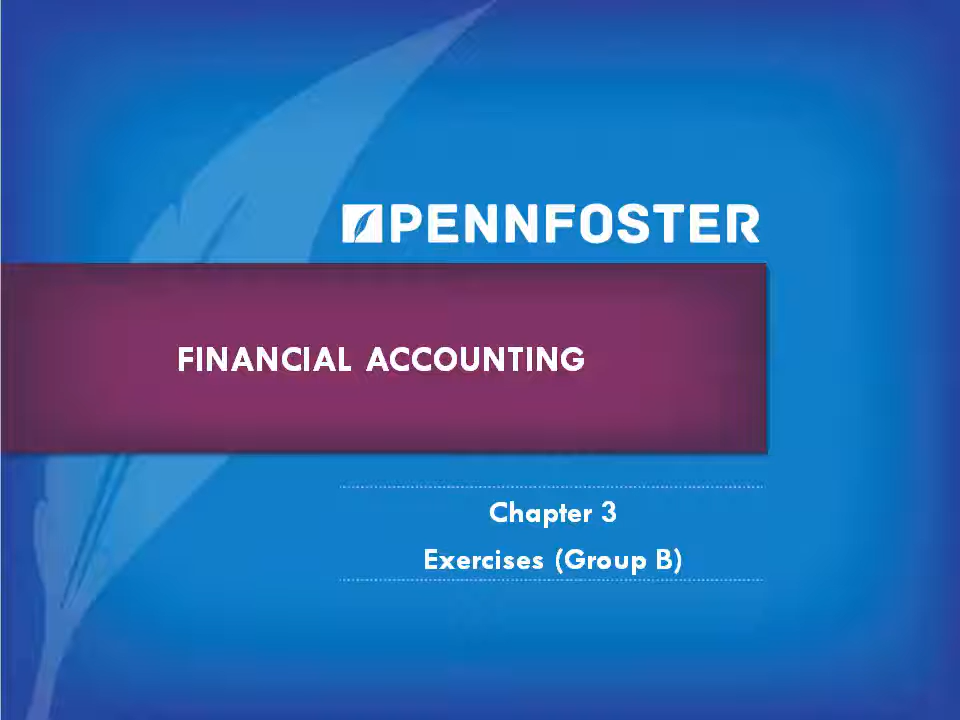 PENNFOSTER
FINANCIAL ACCOUNTING
Chapter 3
Exercises (Group B)